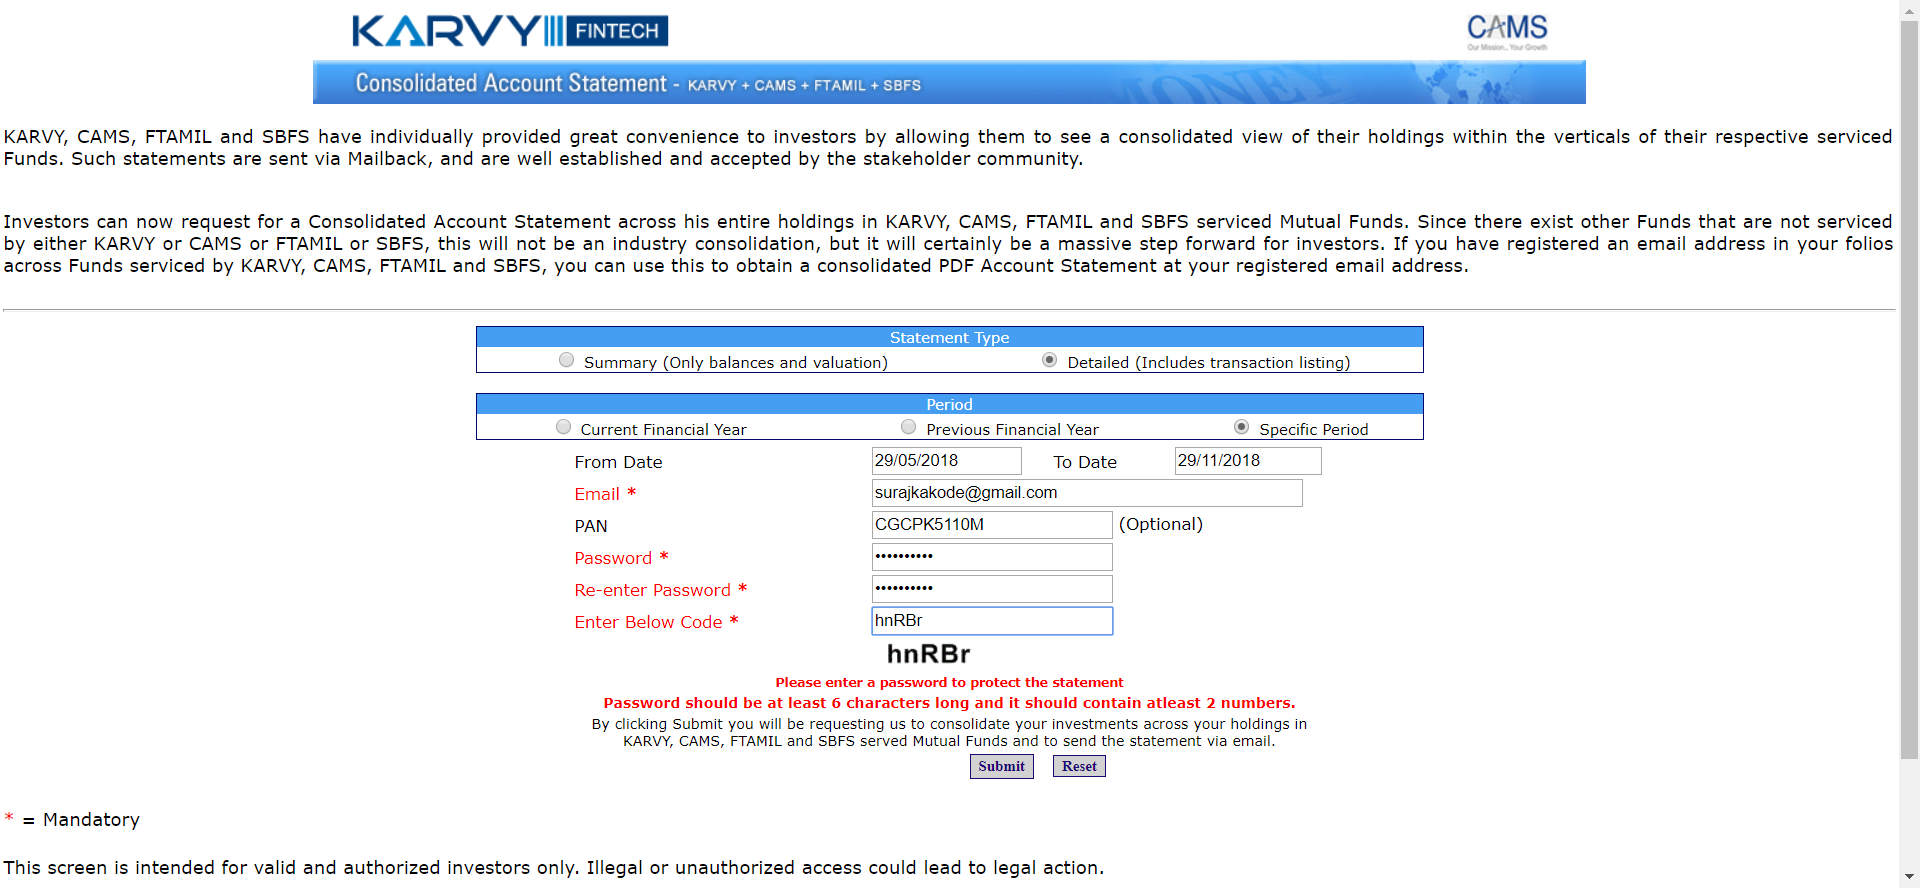 KARVY FINTECH
CAMS
Our Mission... Your Growth
Consolidated Account Statement - KARVY + CAMS + FTAMIL + SBFS
KARVY, CAMS, FTAMIL and SBFS have individually provided great convenience to investors by allowing them to see a consolidated view of their holdings within the verticals of their respective serviced
Funds. Such statements are sent via Mailback, and are well established and accepted by the stakeholder community.
Investors can now request for a Consolidated Account Statement across his entire holdings in KARVY, CAMS, FTAMIL and SBFS serviced Mutual Funds. Since there exist other Funds that are not serviced
by either KARVY or CAMS or FTAMIL or SBFS, this will not be an industry consolidation, but it will certainly be a massive step forward for investors. If you have registered an email address in your folios
across Funds serviced by KARVY, CAMS, FTAMIL and SBFS, you can use this to obtain a consolidated PDF Account Statement at your registered email address.
Statement Type
Summary (Only balances and valuation) Detailed (Includes transaction listing)
Period
Current Financial Year Previous Financial Year Specific Period
From Date 29/05/2018 To Date 29/11/2018
Email * surajkakode@gmail.com
PAN CGCPK5110M (Optional)
Password * ••••••••••
Re-enter Password * ••••••••••
Enter Below Code * hnRBr
hnRBr
Please enter a password to protect the statement
Password should be at least 6 characters long and it should contain atleast 2 numbers.
By clicking Submit you will be requesting us to consolidate your investments across your holdings in
KARVY, CAMS, FTAMIL and SBFS served Mutual Funds and to send the statement via email.
Submit Reset
* = Mandatory
This screen is intended for valid and authorized investors only. Illegal or unauthorized access could lead to legal action.